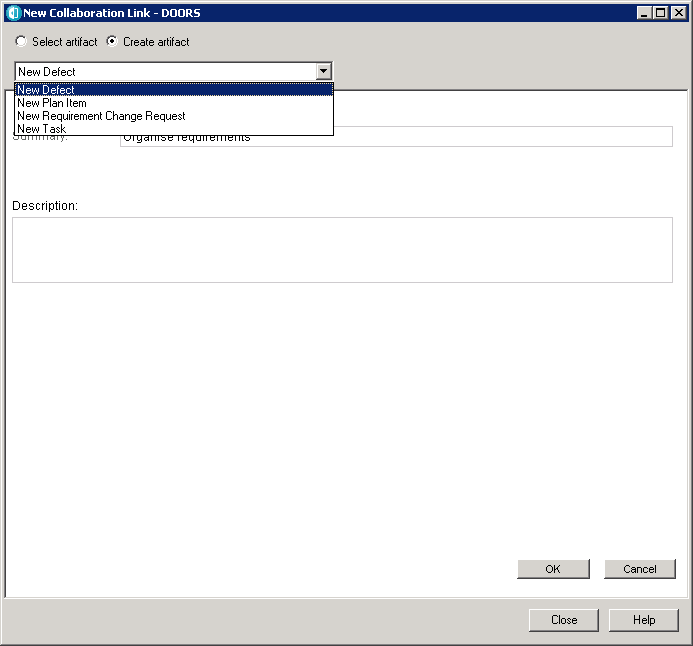 New Collaboration Link - DOORS
Select artifact Create artifact
New Defect
New Defect
New Plan Item
New Requirement Change Request
New Task
Summary: Organise requirements
Description:
OK Cancel
Close Help